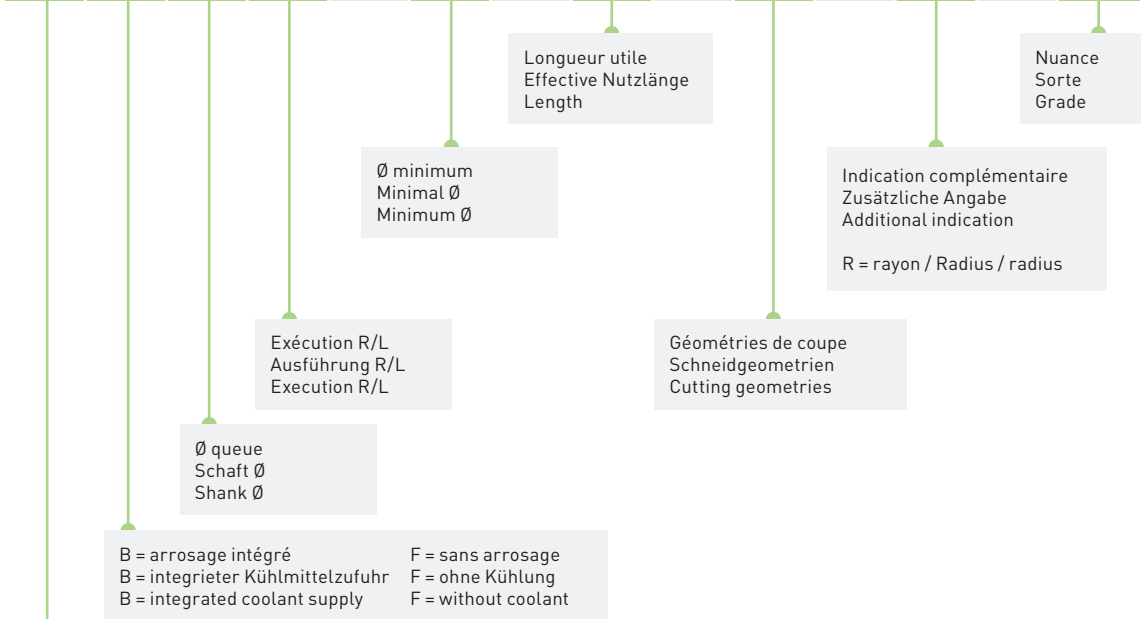 Longueur utile
Effective Nutzlänge
Length
Nuance
Sorte
Grade
Ø minimum
Minimal Ø
Minimum Ø
Indication complémentaire
Zusätzliche Angabe
Additional indication
R = rayon / Radius / radius
Exécution R/L
Ausführung R/L
Execution R/L
Géométries de coupe
Schneidgeometrien
Cutting geometries
Ø queue
Schaft Ø
Shank Ø
B = arrosage intégré F = sans arrosage
B = integrieter Kühlmittelzufuhr F = ohne Kühlung
B = integrated coolant supply F = without coolant